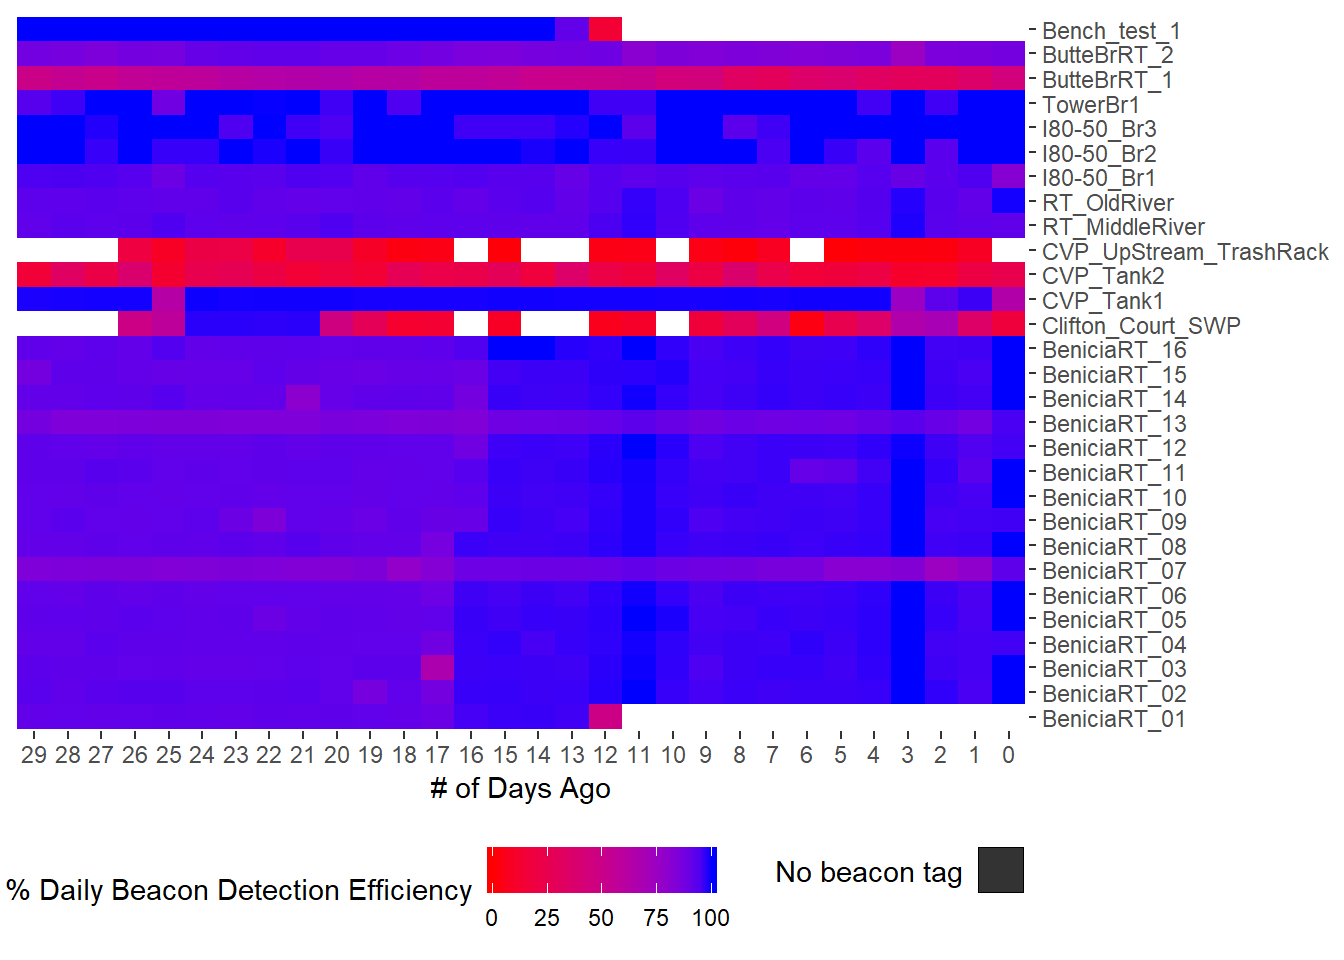 Bench_test_1
ButteBrRT_2
ButteBrRT_1
TowerBr1
I80-50_Br3
I80-50_Br2
I80-50_Br1
RT_OldRiver
RT_MiddleRiver
CVP_UpStream_TrashRack
CVP_Tank2
CVP_Tank1
Clifton_Court_SWP
BeniciaRT_16
BeniciaRT_15
BeniciaRT_14
BeniciaRT_13
BeniciaRT_12
BeniciaRT_11
BeniciaRT_10
BeniciaRT_09
BeniciaRT_08
BeniciaRT_07
BeniciaRT_06
BeniciaRT_05
BeniciaRT_04
BeniciaRT_03
BeniciaRT_02
BeniciaRT_01
29 28 27 26 25 24 23 22 21 20 19 18 17 16 15 14 13 12 11 10 9 8 7 6 5 4 3 2 1 0
# of Days Ago
% Daily Beacon Detection Efficiency
0 25 50 75 100
No beacon tag